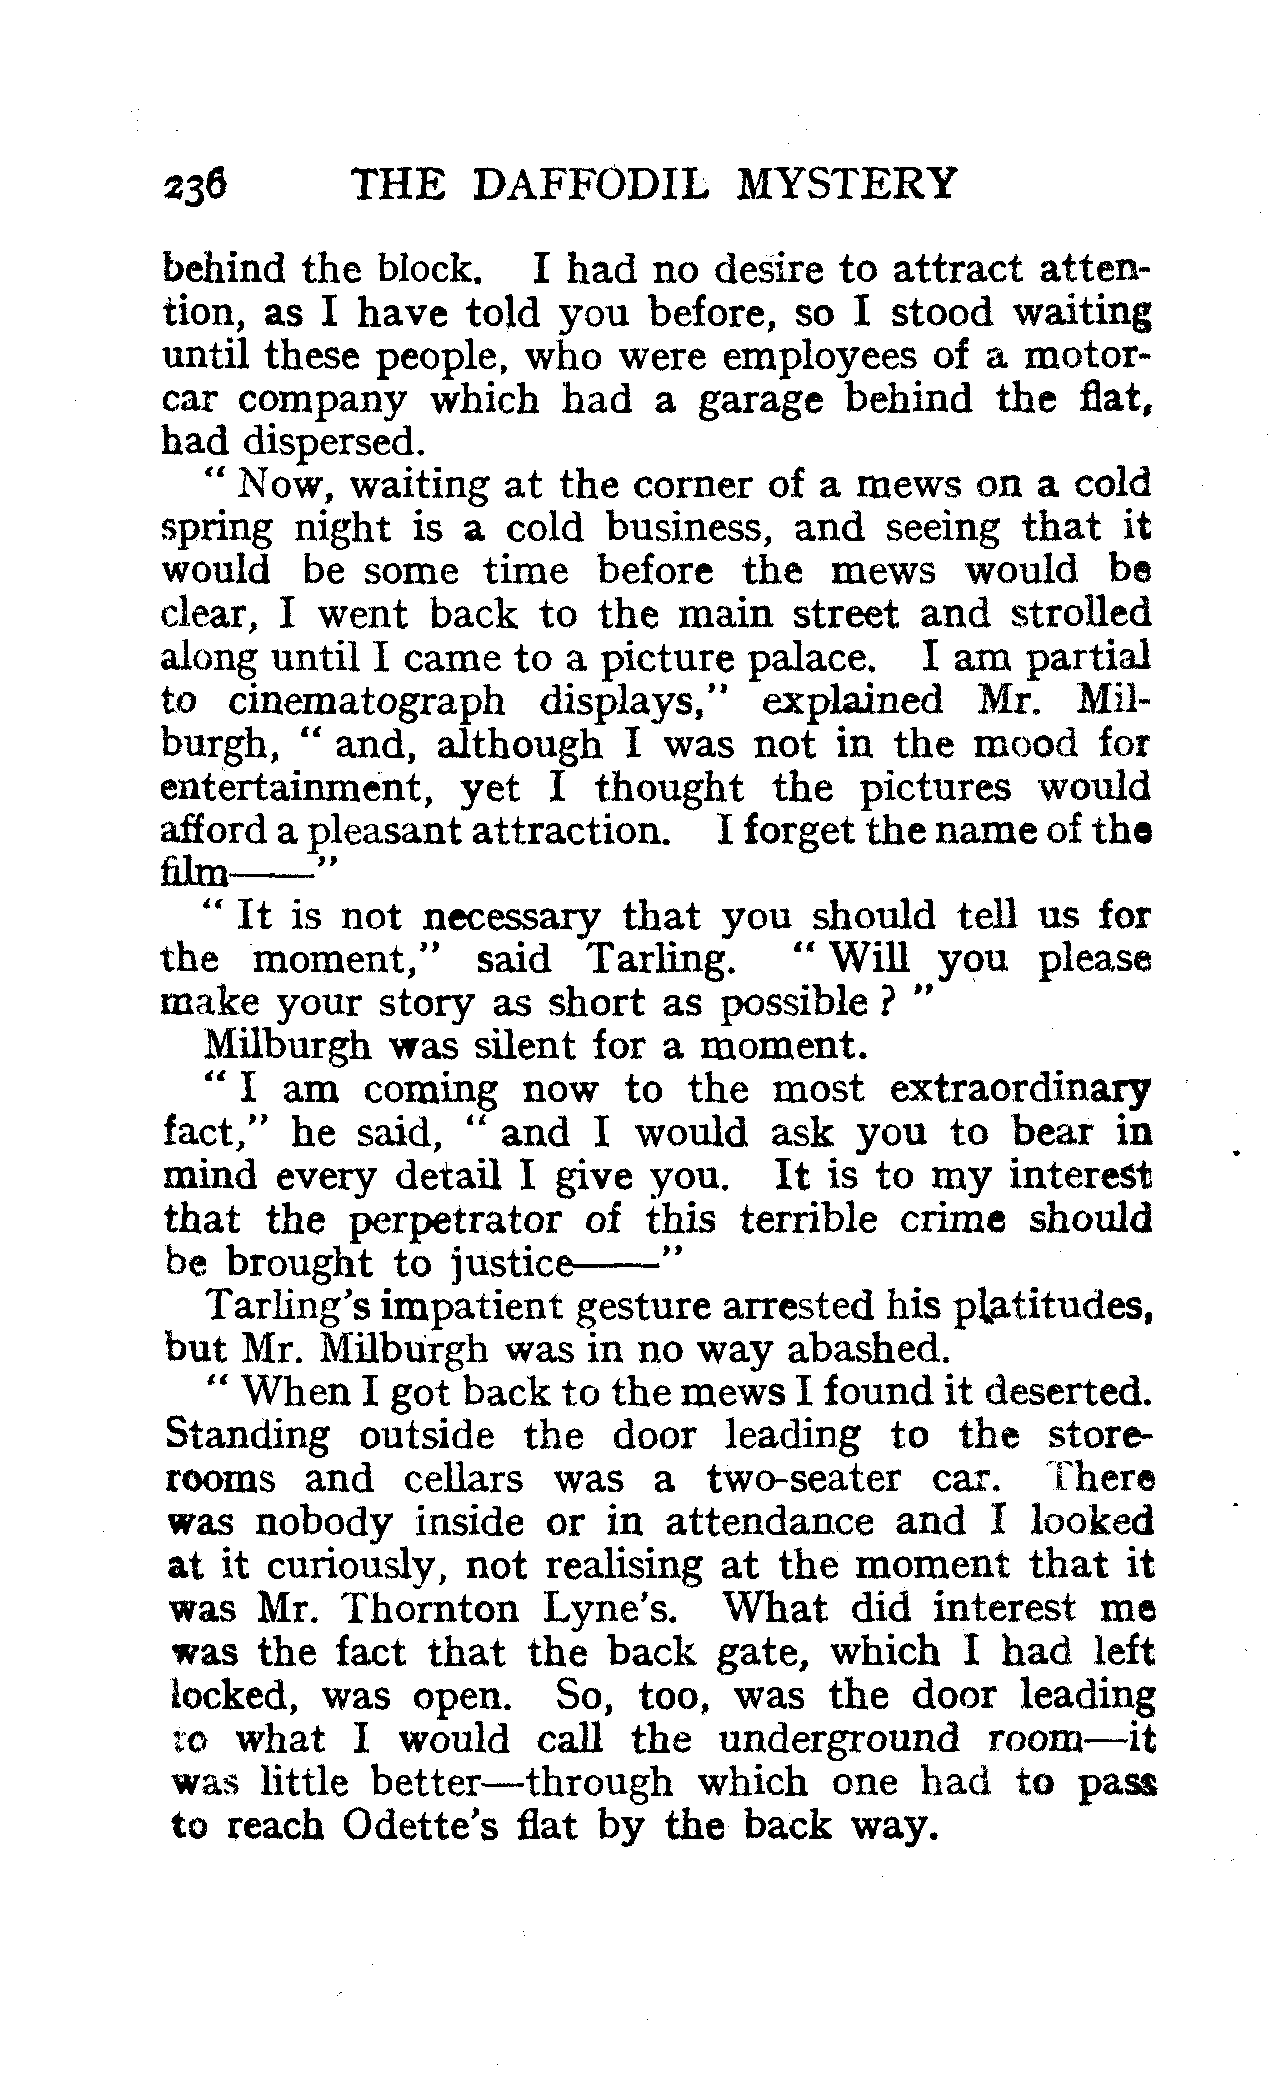 236 THE DAFFODIL MYSTERY
behind the block. I had no desire to attract atten-
tion, as I have told you before, so I stood waiting
until these people, who were employees of a motor-
car company which had a garage behind the flat,
had dispersed.
" Now, waiting at the corner of a mews on a cold
spring night is a cold business, and seeing that it
would be some time before the mews would be
clear, I went back to the main street and strolled
along until I came to a picture palace. I am partial
to cinematograph displays," explained Mr. Mil-
burgh, " and, although I was not in the mood for
entertainment, yet I thought the pictures would
afford a pleasant attraction. I forget the name of the
film——"
" It is not necessary that you should tell us for
the moment," said Tarling. " Will you please
make your story as short as possible ? "
Milburgh was silent for a moment.
" I am coming now to the most extraordinary
fact," he said, " and I would ask you to bear in
mind every detail I give you. It is to my interest
that the perpetrator of this terrible crime should
be brought to justice——"
Tarling's impatient gesture arrested his platitudes,
but Mr. Milburgh was in no way abashed.
" When I got back to the mews I found it deserted.
Standing outside the door leading to the store-
rooms and cellars was a two-seater car. There
was nobody inside or in attendance and I looked
at it curiously, not realising at the moment that it
was Mr. Thornton Lyne's. What did interest me
was the fact that the back gate, which I had left
locked, was open. So, too, was the door leading
to what I would call the underground room—it
was little better—through which one had to pass
to reach Odette's flat by the back way.